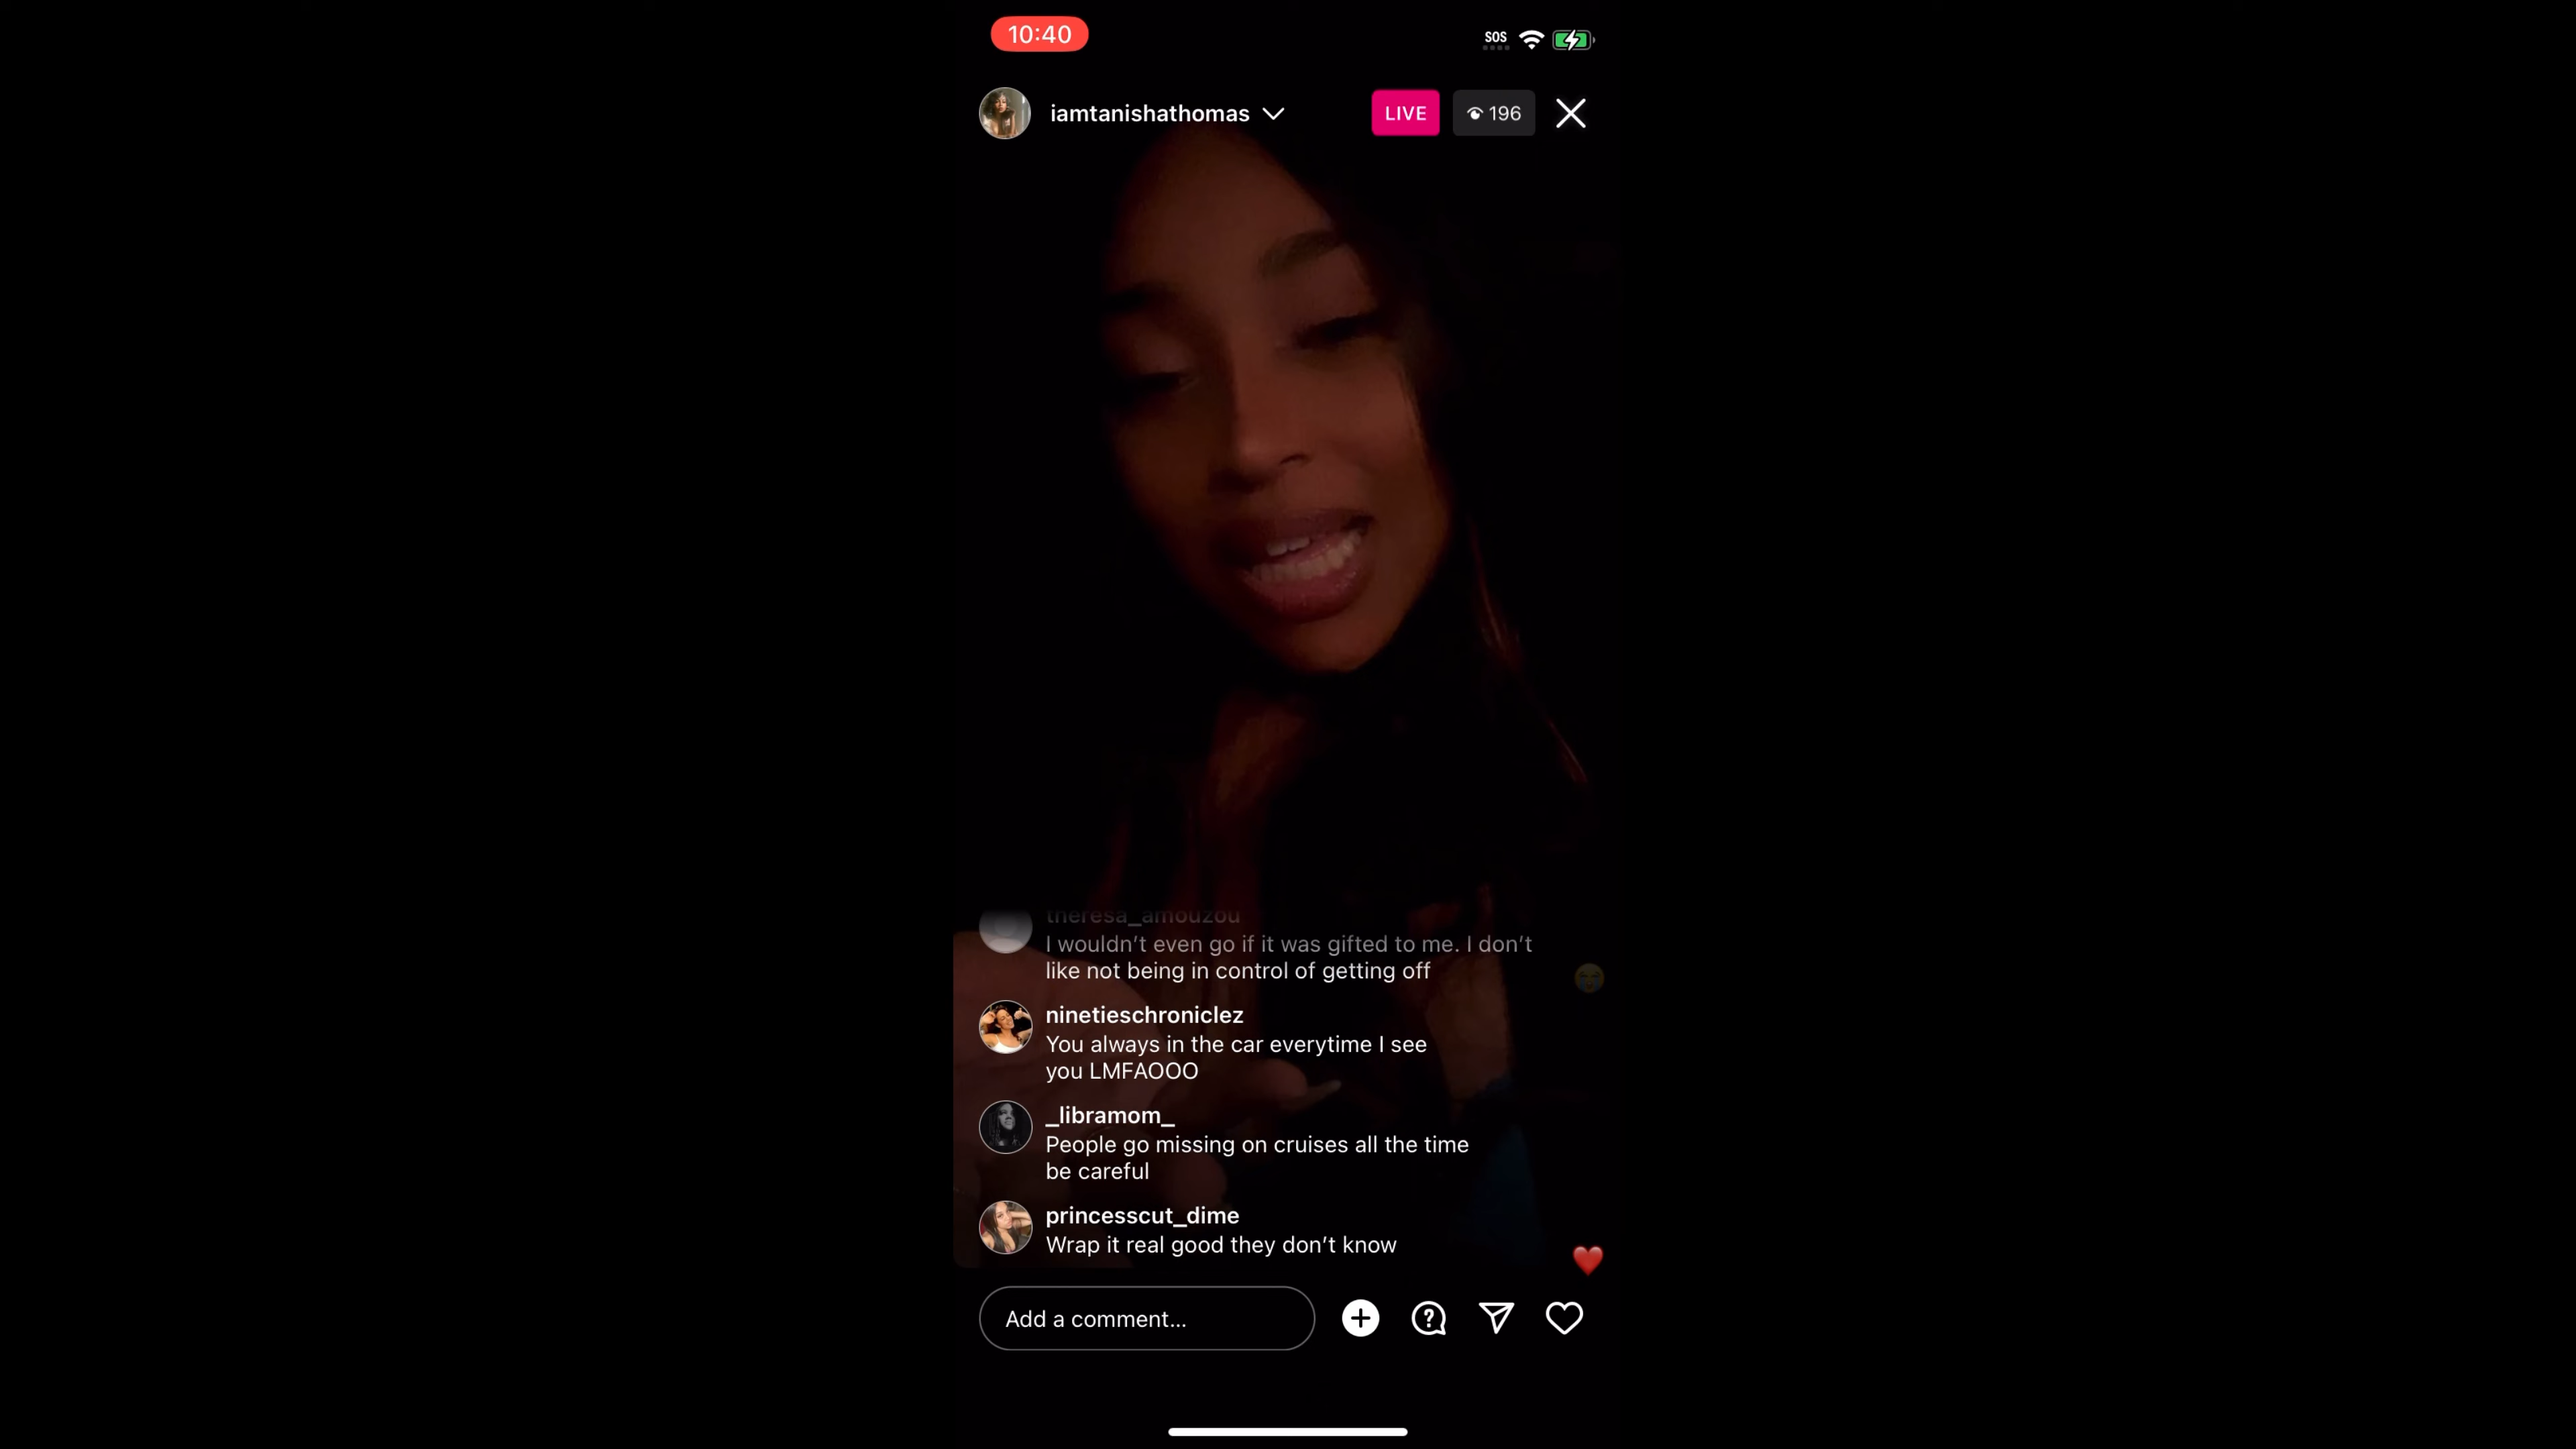 10:40
SOS
iamtanishathomas
LIVE
196
theresa_amouzou
I wouldn’t even go if it was gifted to me. I don’t
like not being in control of getting off
ninetieschroniclez
You always in the car everytime I see
you LMFAOOO
_libramom_
People go missing on cruises all the time
be careful
princesscut_dime
Wrap it real good they don’t know
Add a comment...